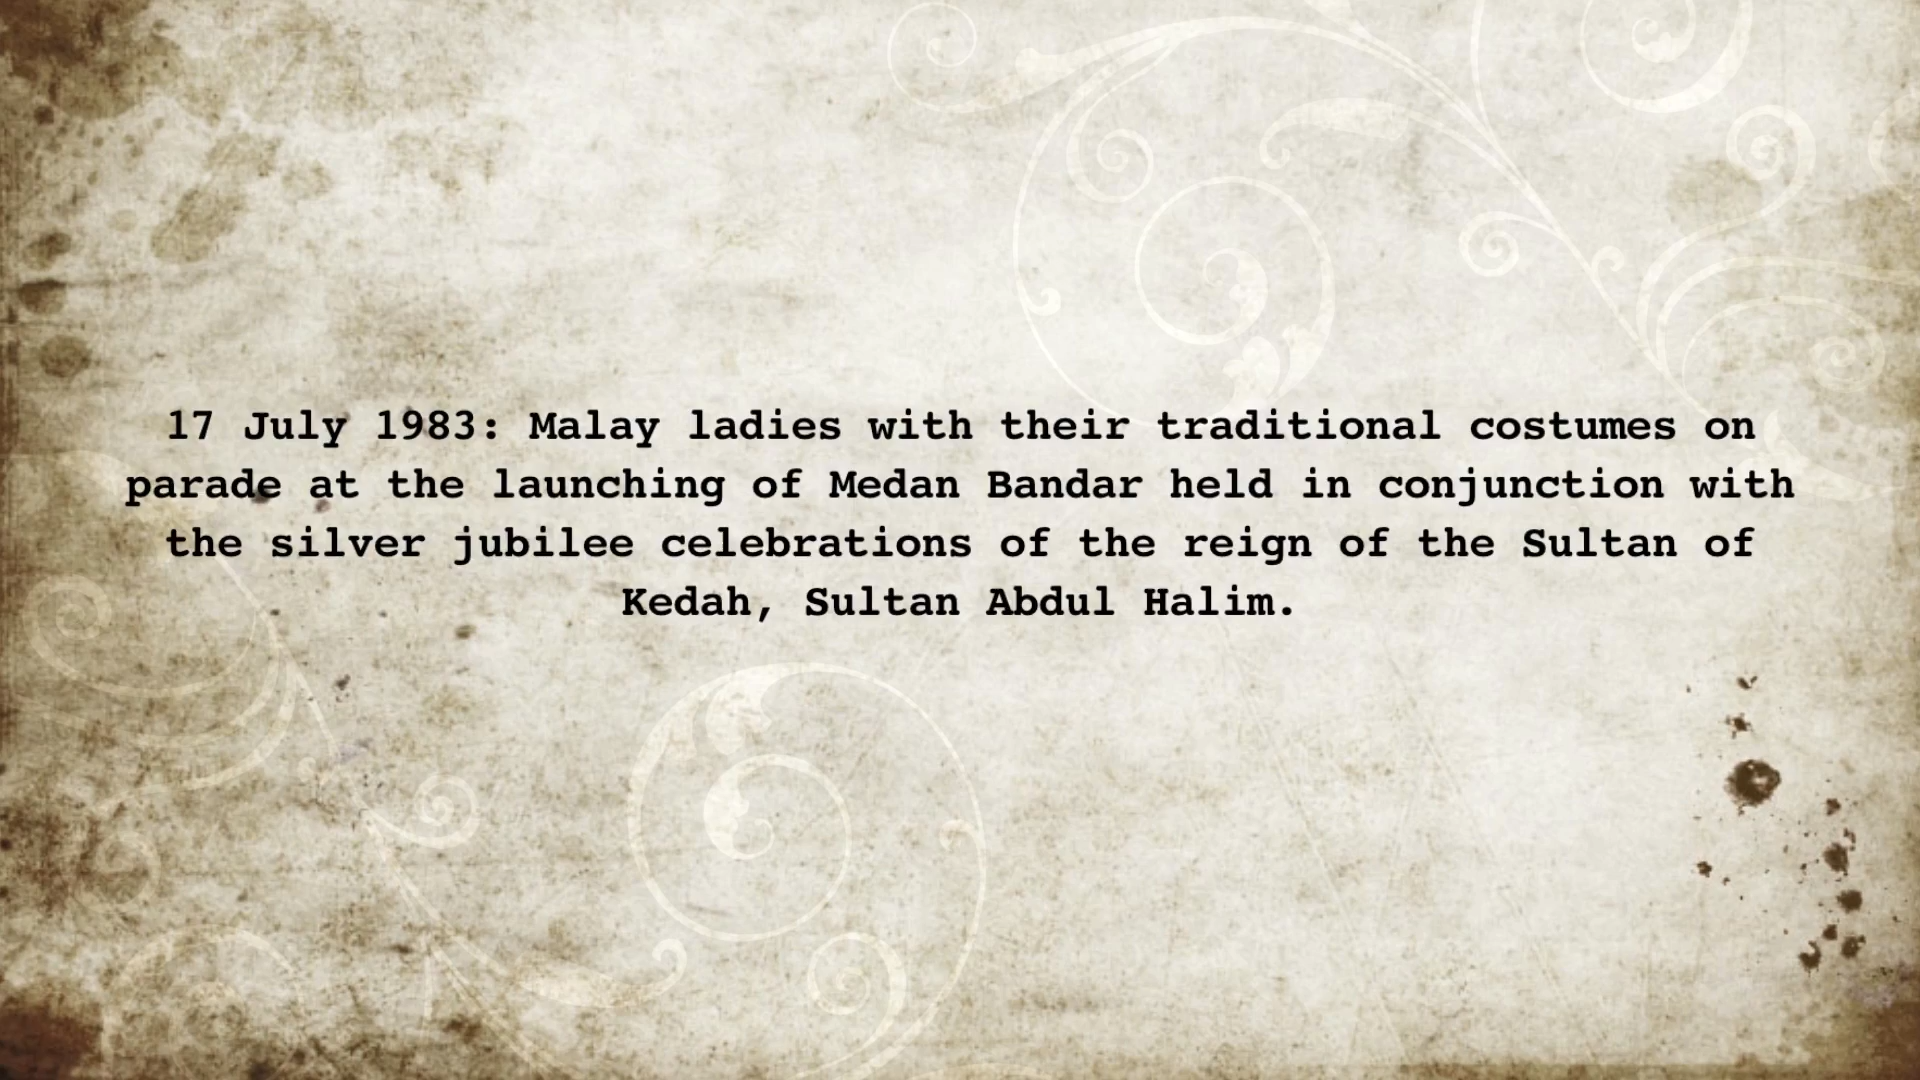 17 July 1983: Malay ladies with their traditional costumes on
parade at the launching of Medan Bandar held in conjunction with
the silver jubilee celebrations of the reign of the Sultan of
Kedah, Sultan Abdul Halim.